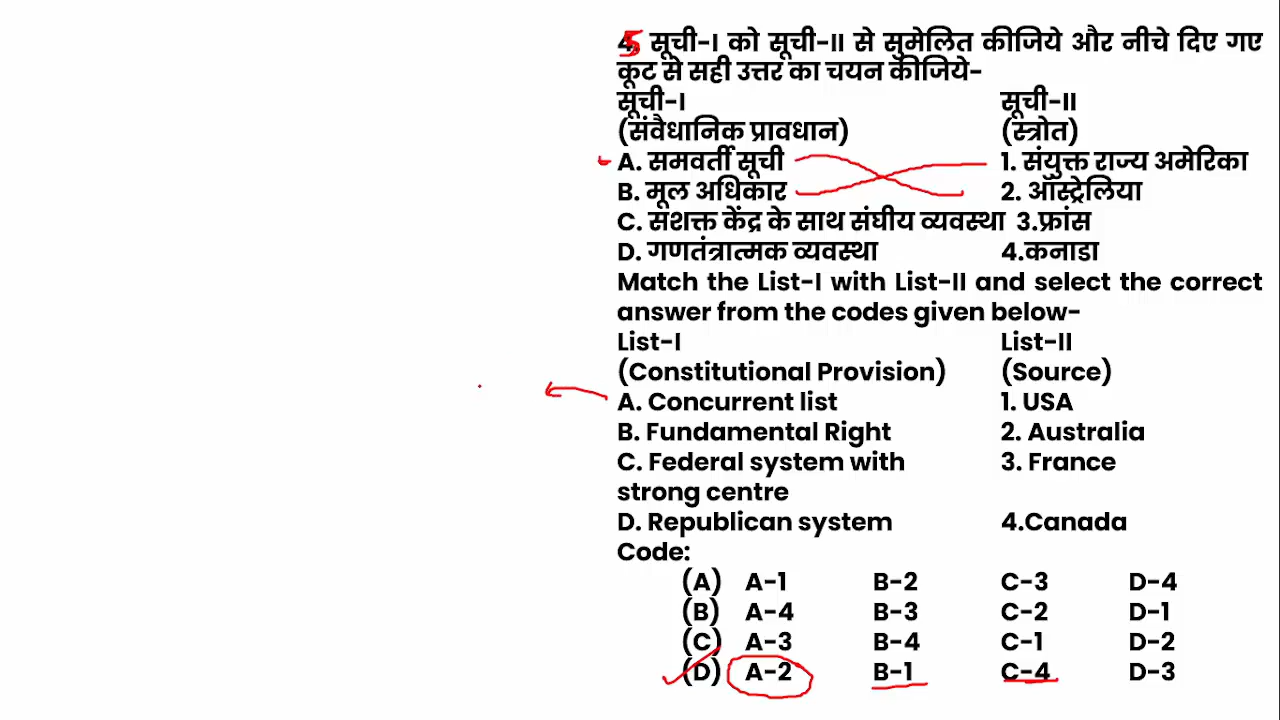 5 सूची-I को सूची-II से सुमेलित कीजिये और नीचे दिए गए
कूट से सही उत्तर का चयन कीजिये-
सूची-I सूची-II
(संवैधानिक प्रावधान) (स्त्रोत)
A. समवर्ती सूची 1. संयुक्त राज्य अमेरिका
B. मूल अधिकार 2. ऑस्ट्रेलिया
C. सशक्त केंद्र के साथ संघीय व्यवस्था 3.फ्रांस
D. गणतंत्रात्मक व्यवस्था 4.कनाडा
Match the List-I with List-II and select the correct
answer from the codes given below-
List-I List-II
(Constitutional Provision) (Source)
A. Concurrent list 1. USA
B. Fundamental Right 2. Australia
C. Federal system with 3. France
strong centre
D. Republican system 4.Canada
Code:
(A) A-1 B-2 C-3 D-4
(B) A-4 B-3 C-2 D-1
(C) A-3 B-4 C-1 D-2
(D) A-2 B-1 C-4 D-3